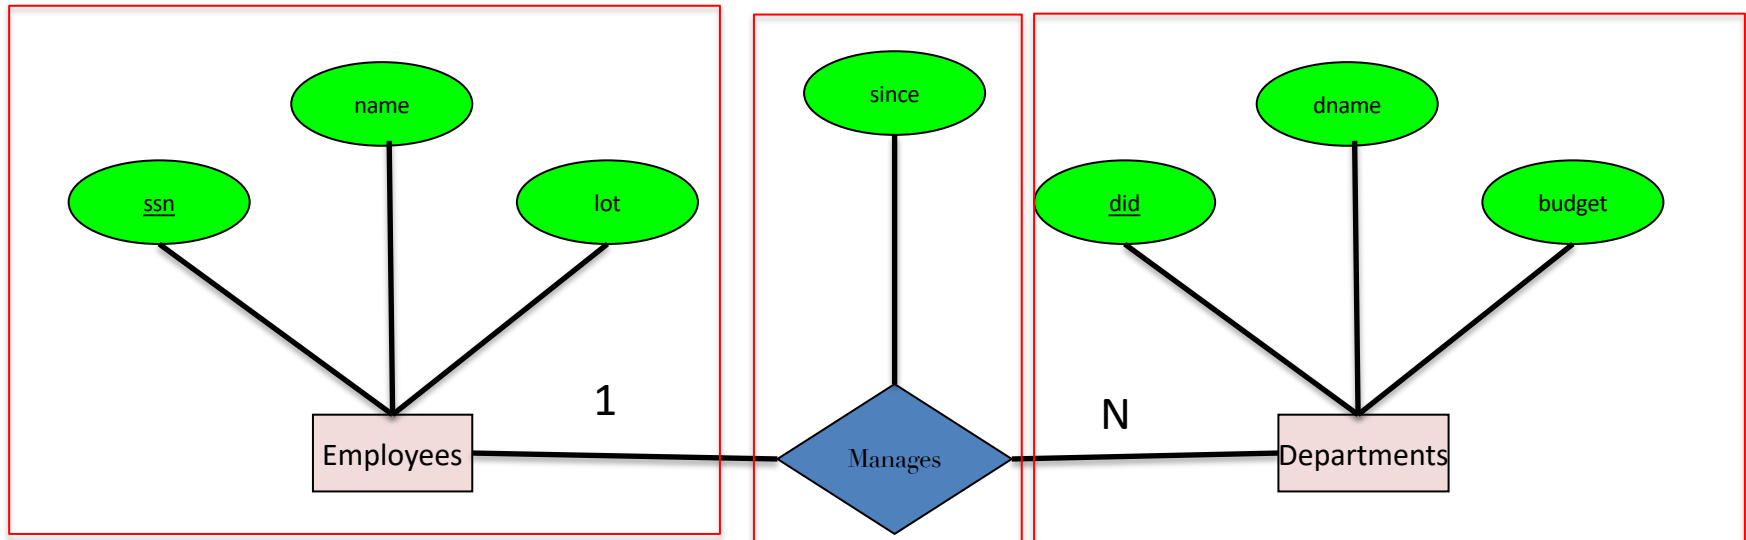 name
since
dname
ssn
lot
did
budget
1
N
Employees
Manages
Departments